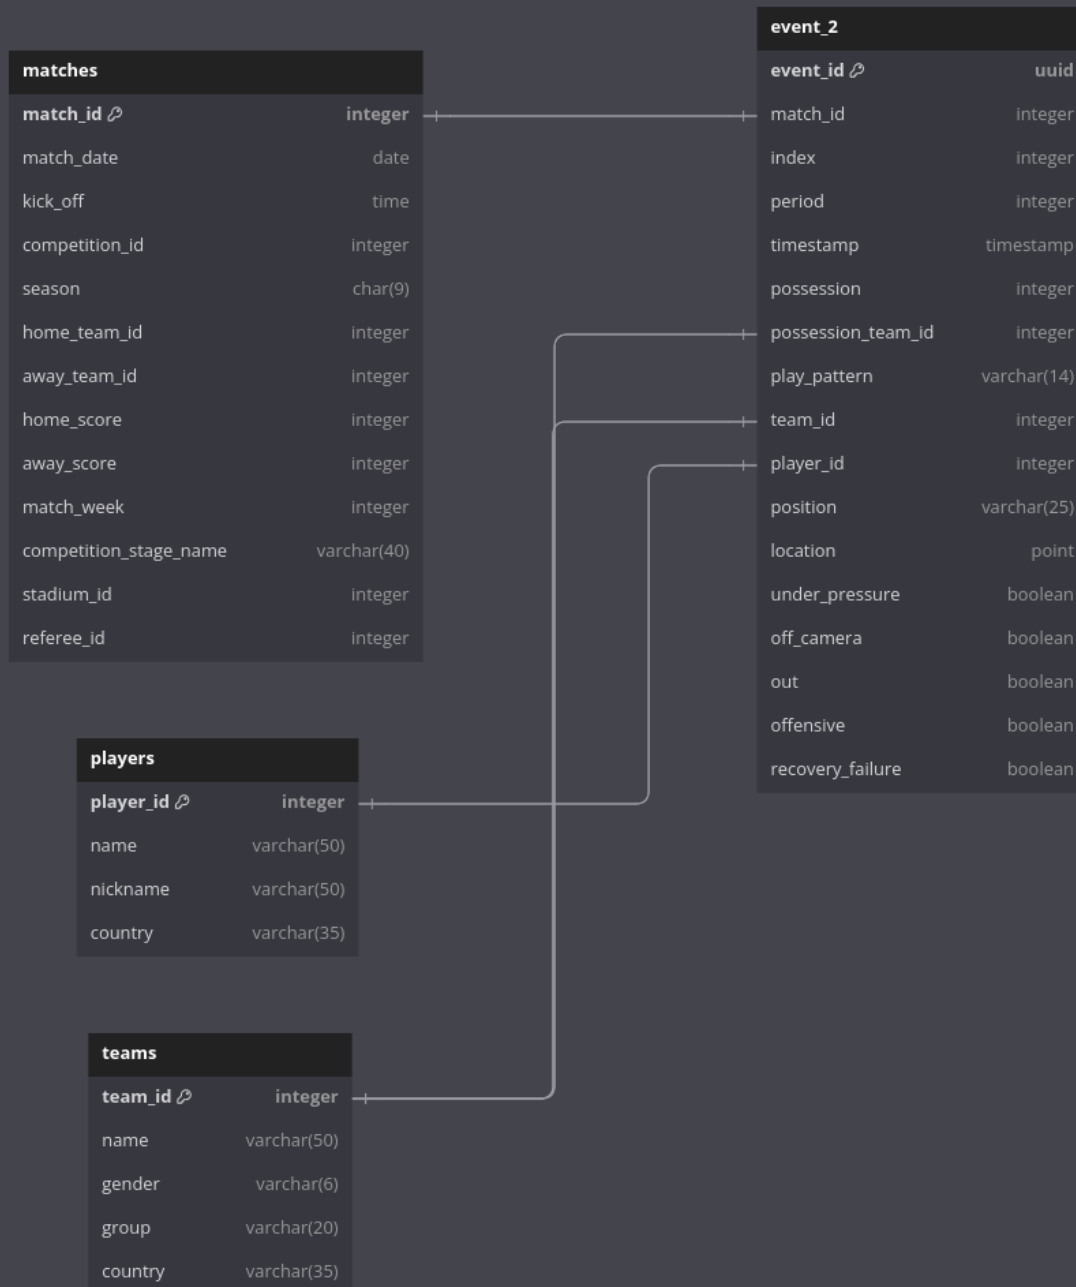 matches
match_id integer
match_date date
kick_off time
competition_id integer
season char(9)
home_team_id integer
away_team_id integer
home_score integer
away_score integer
match_week integer
competition_stage_name varchar(40)
stadium_id integer
referee_id integer
players
player_id integer
name varchar(50)
nickname varchar(50)
country varchar(35)
teams
team_id integer
name varchar(50)
gender varchar(6)
group varchar(20)
country varchar(35)
event_2
event_id uuid
match_id integer
index integer
period integer
timestamp timestamp
possession integer
possession_team_id integer
play_pattern varchar(14)
team_id integer
player_id integer
position varchar(25)
location point
under_pressure boolean
off_camera boolean
out boolean
offensive boolean
recovery_failure boolean